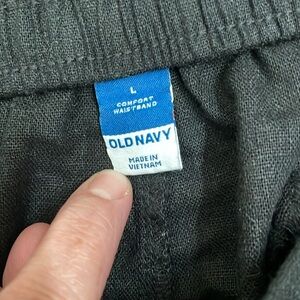 L
COMFORT
WAISTBAND
OLD NAVY
MADE IN
VIETNAM